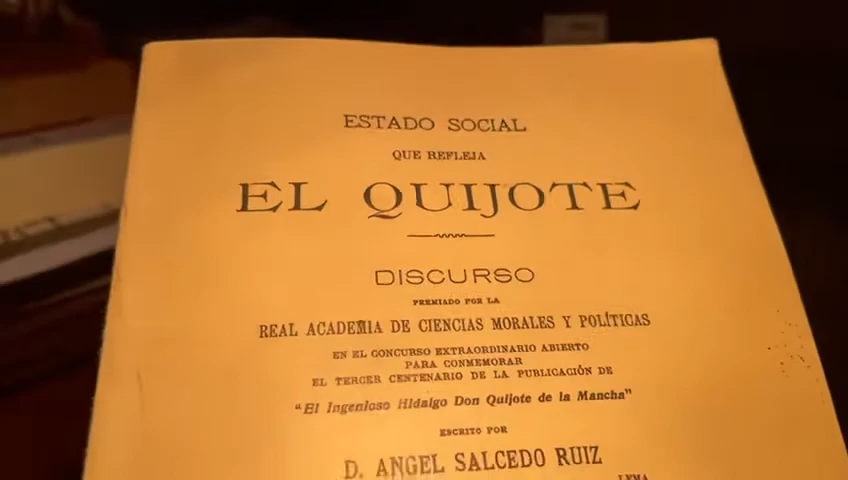 ESTADO SOCIAL
QUE REFLEJA
EL QUIJOTE
DISCURSO
PREMIADO POR LA
REAL ACADEMIA DE CIENCIAS MORALES Y POLÍTICAS
EN EL CONCURSO EXTRAORDINARIO ABIERTO
PARA CONMEMORAR
EL TERCER CENTENARIO DE LA PUBLICACIÓN DE
"El Ingenioso Hidalgo Don Quijote de la Mancha"
ESCRITO POR
D. ANGEL SALCEDO RUIZ
LEMA